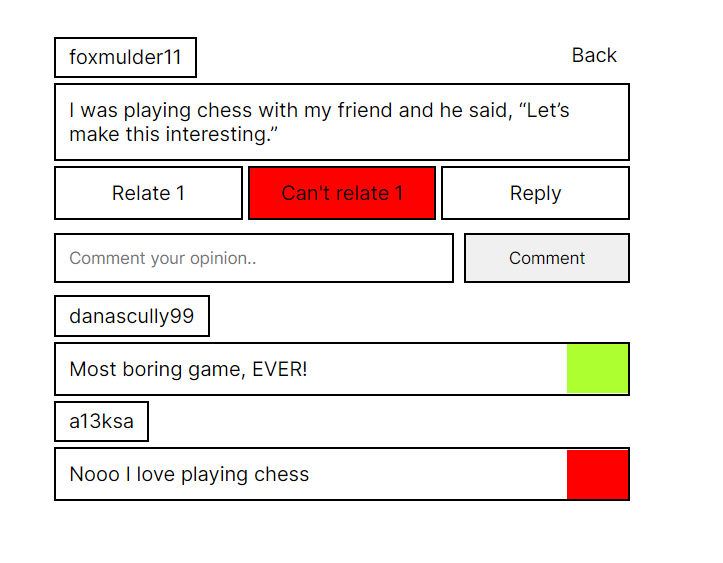 foxmulder11
Back
I was playing chess with my friend and he said, “Let’s
make this interesting.”
Relate 1
Can't relate 1
Reply
Comment your opinion..
Comment
danascully99
Most boring game, EVER!
a13ksa
Nooo I love playing chess